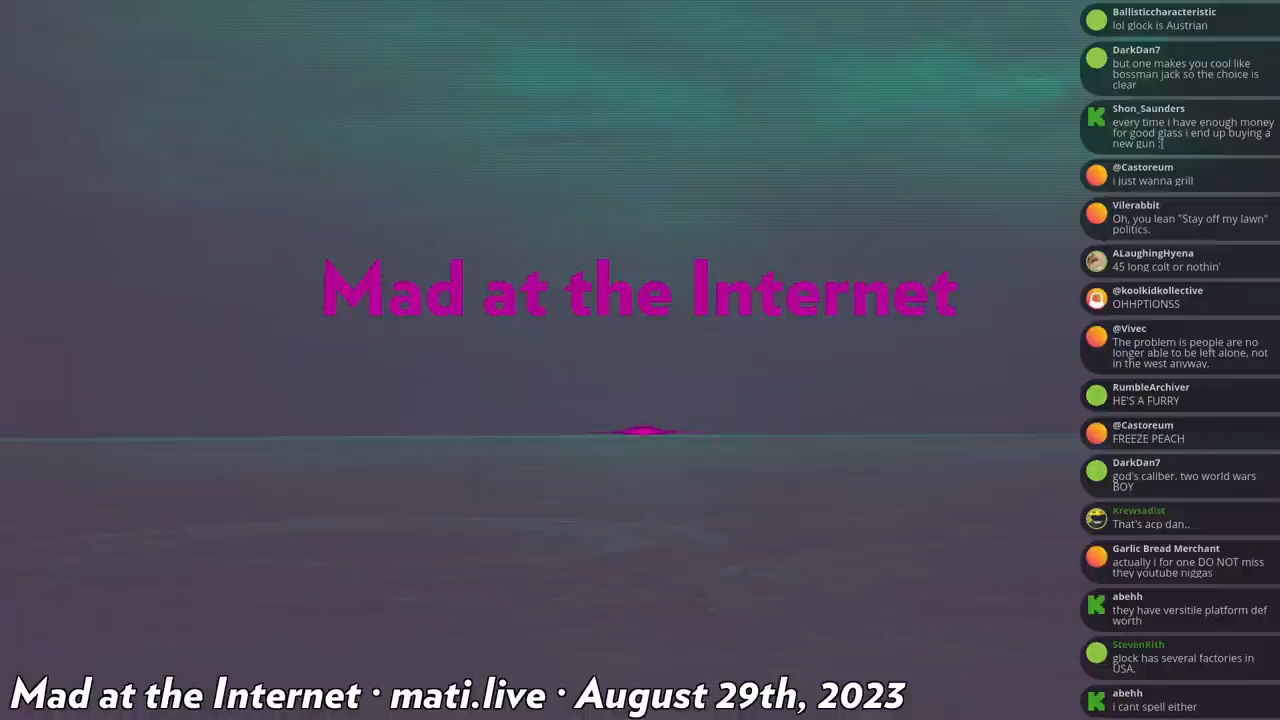 Mad at the Internet
Mad at the Internet · mati.live · August 29th, 2023
Ballisticcharacteristic
lol glock is Austrian
DarkDan7
but one makes you cool like
bossman jack so the choice is
clear
Shon_Saunders
every time i have enough money
for good glass i end up buying a
new gun :[
@Castoreum
i just wanna grill
Vilerabbit
Oh, you lean "Stay off my lawn"
politics.
ALaughingHyena
45 long colt or nothin'
@koolkidkollective
OHHPTIONSS
@Vivec
The problem is people are no
longer able to be left alone, not
in the west anyway.
RumbleArchiver
HE'S A FURRY
@Castoreum
FREEZE PEACH
DarkDan7
god's caliber. two world wars
BOY
Krewsadist
That's acp dan..
Garlic Bread Merchant
actually i for one DO NOT miss
they youtube niggas
abehh
they have versitile platform def
worth
StevenRith
glock has several factories in
USA.
abehh
i cant spell either